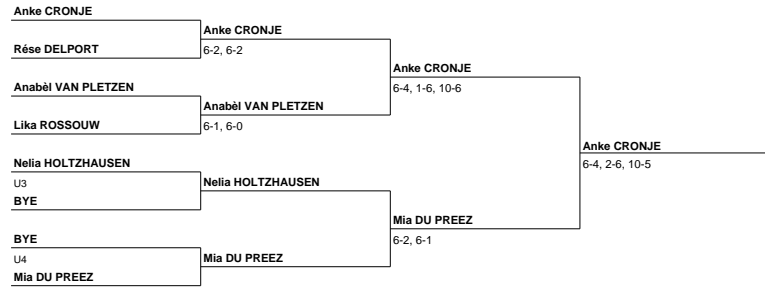 Anke CRONJE
Anke CRONJE
Rése DELPORT
6-2, 6-2
Anke CRONJE
6-4, 1-6, 10-6
Anabèl VAN PLETZEN
Anabèl VAN PLETZEN
Lika ROSSOUW
6-1, 6-0
Anke CRONJE
6-4, 2-6, 10-5
Nelia HOLTZHAUSEN
U3
Nelia HOLTZHAUSEN
BYE
Mia DU PREEZ
6-2, 6-1
BYE
U4
Mia DU PREEZ
Mia DU PREEZ